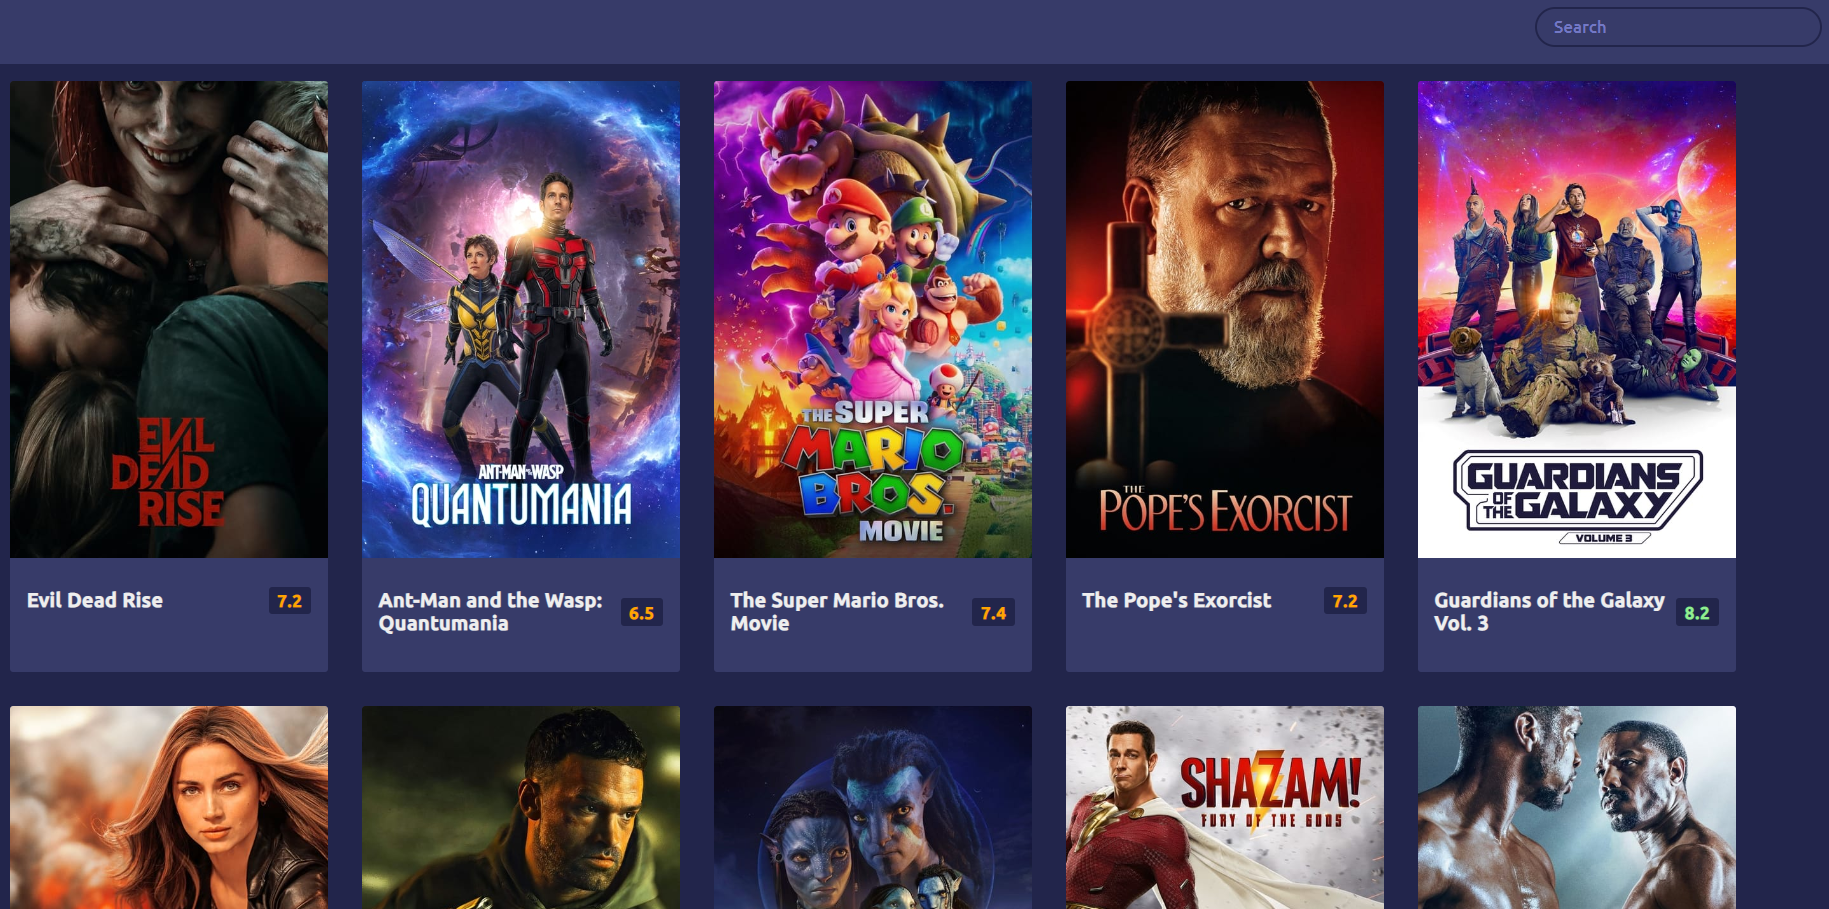 Search
EVIL
DEAD
RISE
ANT-MAN AND THE WASP
QUANTUMANIA
THE SUPER
MARIO
BROS.
MOVIE
THE
POPE'S EXORCIST
GUARDIANS
OF
THE GALAXY
VOLUME 3
Evil Dead Rise 7.2
Ant-Man and the Wasp:
Quantumania 6.5
The Super Mario Bros.
Movie 7.4
The Pope's Exorcist 7.2
Guardians of the Galaxy
Vol. 3 8.2
SHAZAM!
FURY OF THE GODS